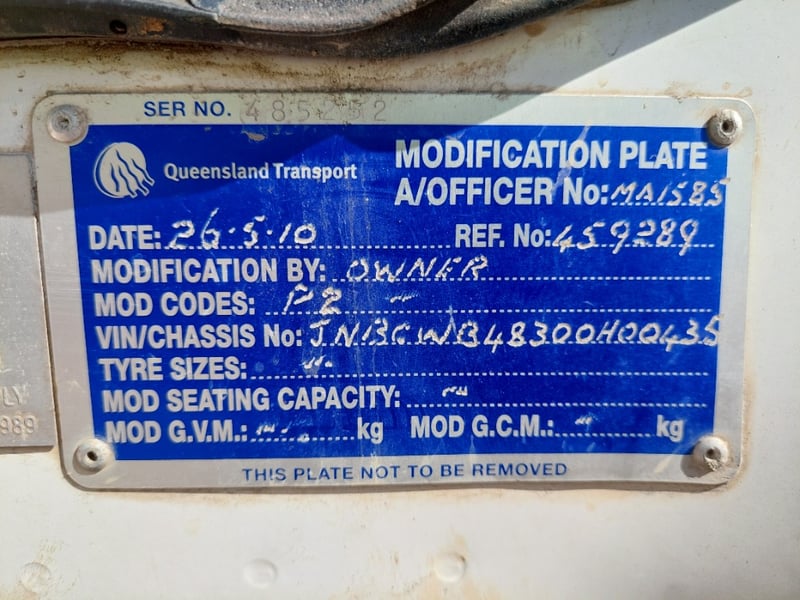 SER NO. 485252
Queensland Transport
MODIFICATION PLATE
A/OFFICER No: MA1585
DATE: 26.5.10 REF. No: 459289
MODIFICATION BY: OWNER
MOD CODES: P2 -
VIN/CHASSIS No:
TYRE SIZES:
MOD SEATING CAPACITY:
MOD G.V.M.: kg MOD G.C.M.: - kg
THIS PLATE NOT TO BE REMOVED
LY
989